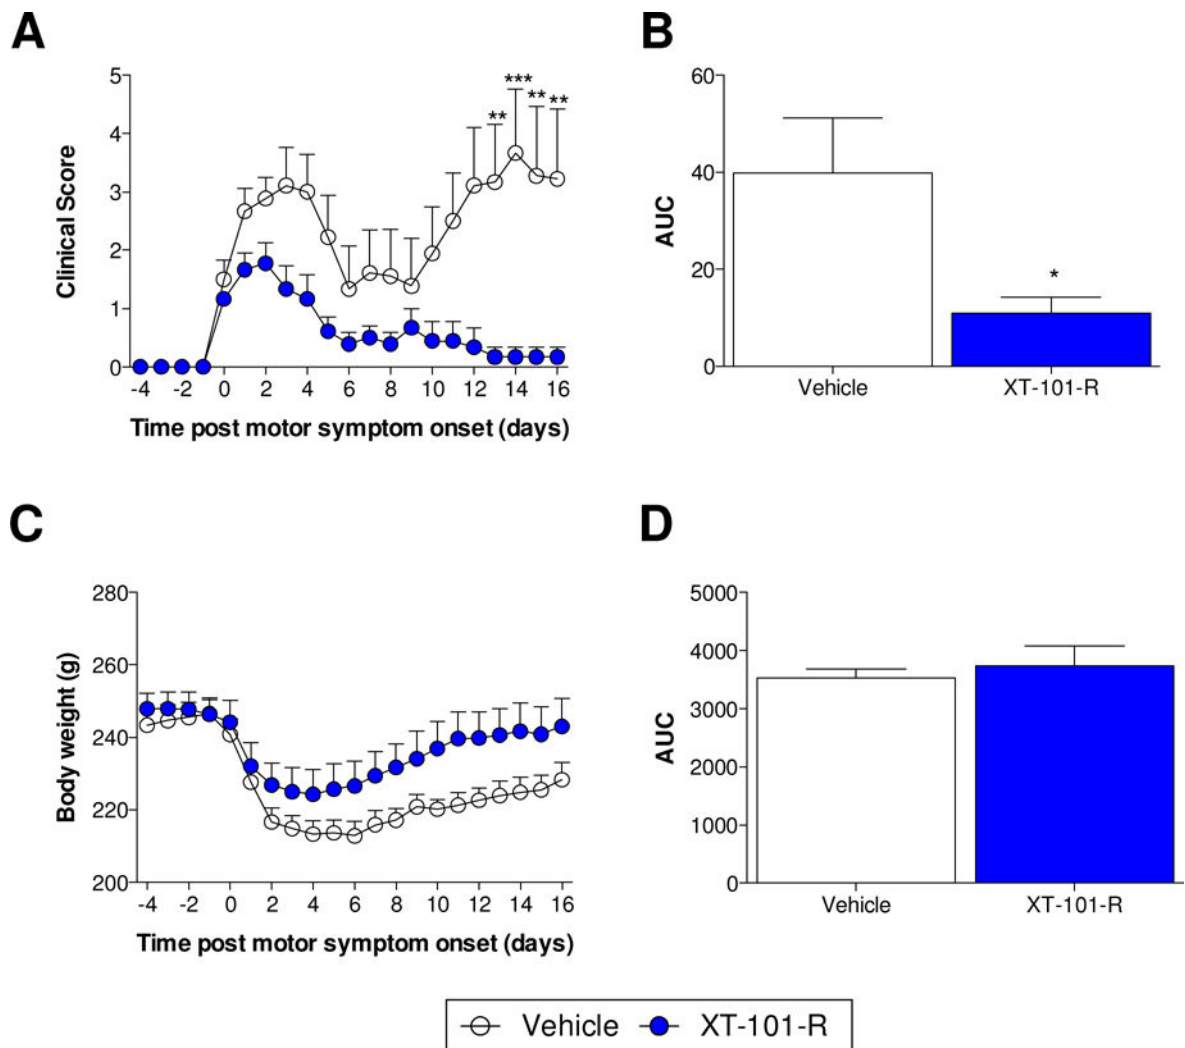 A
B
5
4
3
2
1
0
Clinical Score
***
**
**
**
-4 -2 0 2 4 6 8 10 12 14 16
Time post motor symptom onset (days)
60
40
20
0
AUC
*
Vehicle XT-101-R
C
D
280
260
240
220
200
Body weight (g)
-4 -2 0 2 4 6 8 10 12 14 16
Time post motor symptom onset (days)
5000
4000
3000
2000
1000
0
AUC
Vehicle XT-101-R
Vehicle XT-101-R